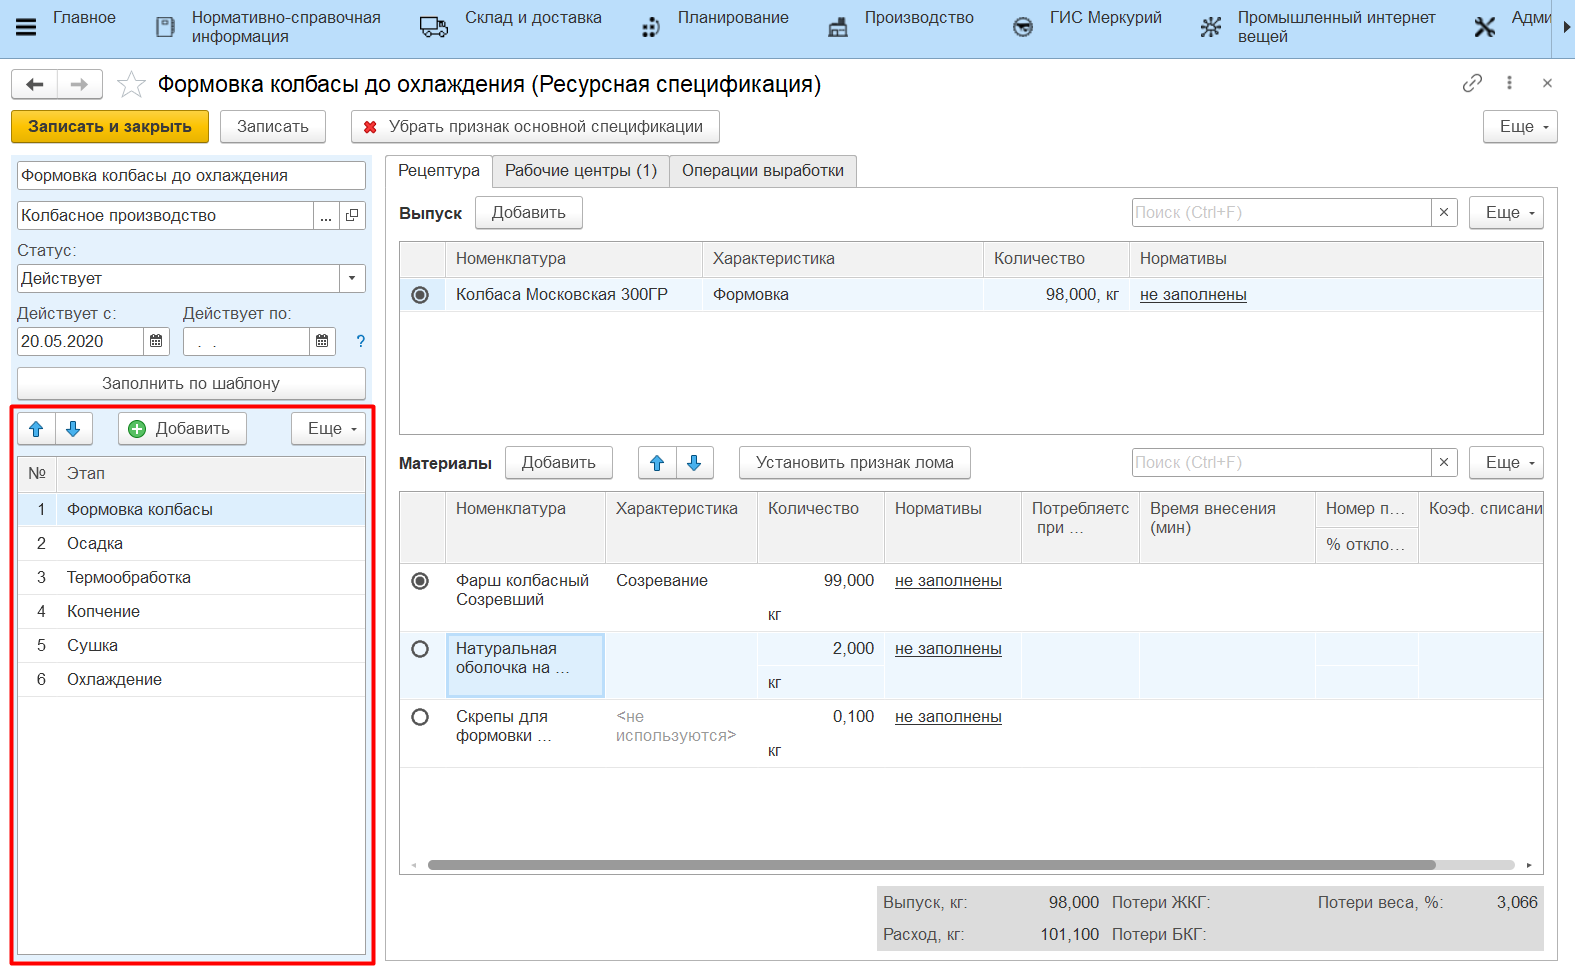 Главное
Нормативно-справочная
информация
Склад и доставка
Планирование
Производство
ГИС Меркурий
Промышленный интернет
вещей
Адми
Формовка колбасы до охлаждения (Ресурсная спецификация)
Записать и закрыть
Записать
Убрать признак основной спецификации
Еще
Формовка колбасы до охлаждения
Колбасное производство
...
Статус:
Действует
Действует с:
Действует по:
20.05.2020
. .
?
Заполнить по шаблону
Добавить
Еще
№ Этап
1 Формовка колбасы
2 Осадка
3 Термообработка
4 Копчение
5 Сушка
6 Охлаждение
Рецептура
Рабочие центры (1)
Операции выработки
Выпуск
Добавить
Поиск (Ctrl+F)
×
Еще
Номенклатура Характеристика Количество Нормативы
Колбаса Московская 300ГР Формовка 98,000, кг не заполнены
Материалы
Добавить
Установить признак лома
Поиск (Ctrl+F)
×
Еще
Номенклатура Характеристика Количество Нормативы Потребляетс Время внесения Номер п... Коэф. списани
при ... (мин)
% откло...
Фарш колбасный Созревание 99,000 не заполнены
Созревший
кг
Натуральная 2,000 не заполнены
оболочка на ...
кг
Скрепы для <не 0,100 не заполнены
формовки ... используются>
кг
Выпуск, кг: 98,000 Потери ЖКГ: Потери веса, %: 3,066
Расход, кг: 101,100 Потери БКГ: